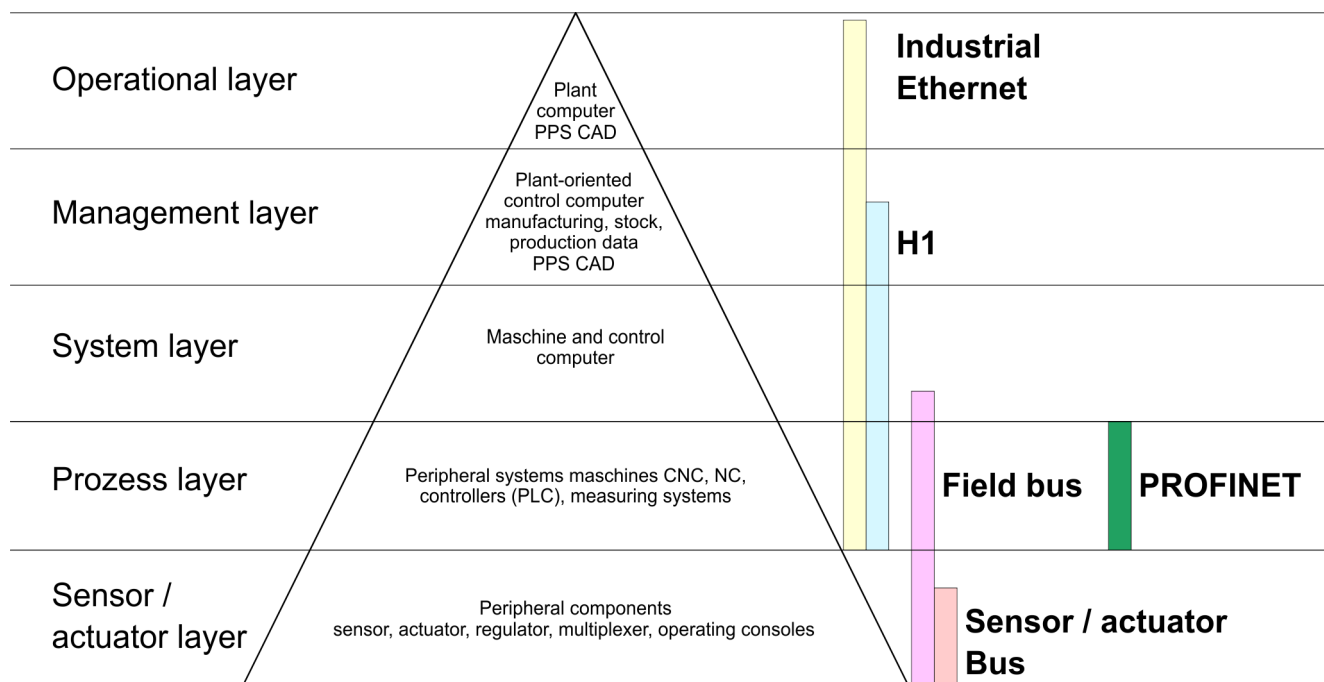 Operational layer
Plant
computer
PPS CAD
Industrial
Ethernet
Management layer
Plant-oriented
control computer
manufacturing, stock,
production data
PPS CAD
H1
System layer
Maschine and control
computer
Prozess layer
Peripheral systems maschines CNC, NC,
controllers (PLC), measuring systems
Field bus
PROFINET
Sensor /
actuator layer
Peripheral components
sensor, actuator, regulator, multiplexer, operating consoles
Sensor / actuator
Bus